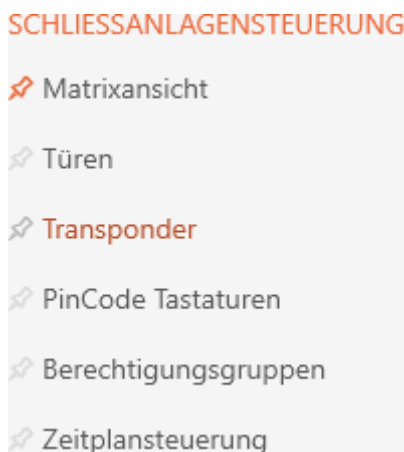 SCHLIESSANLAGENSTEUERUNG
Matrixansicht
Türen
Transponder
PinCode Tastaturen
Berechtigungsgruppen
Zeitplansteuerung